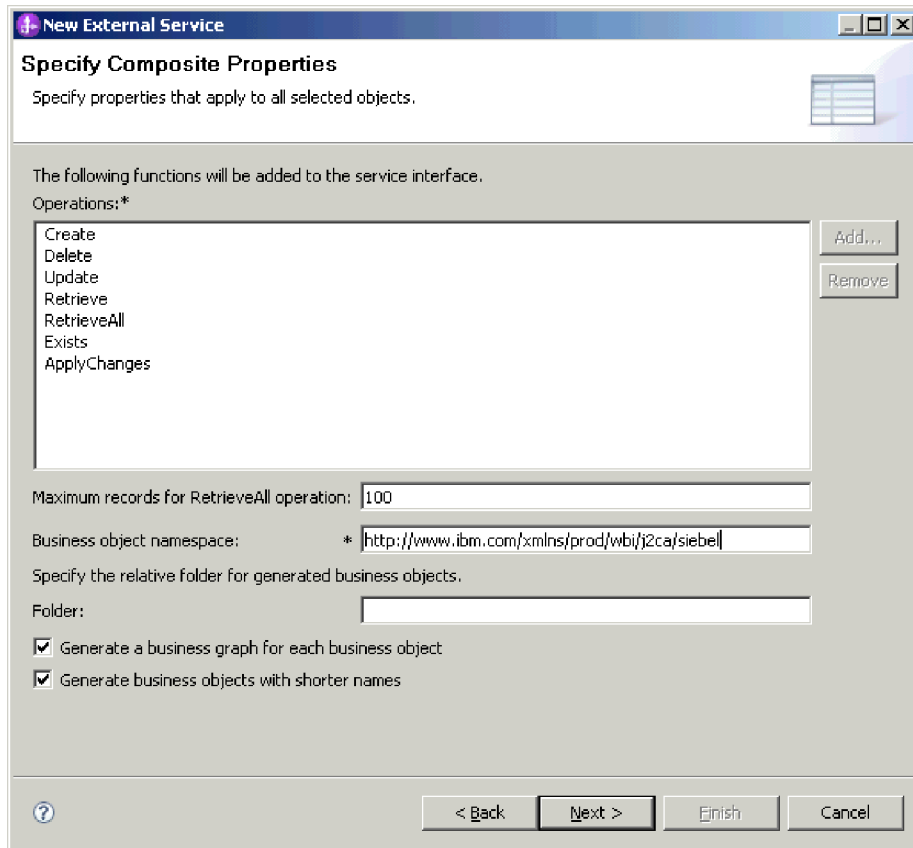 New External Service
Specify Composite Properties
Specify properties that apply to all selected objects.
The following functions will be added to the service interface.
Operations:*
Create
Delete
Update
Retrieve
RetrieveAll
Exists
ApplyChanges
Add...
Remove
Maximum records for RetrieveAll operation: 100
Business object namespace: * http://www.ibm.com/xmlns/prod/wbi/j2ca/siebel
Specify the relative folder for generated business objects.
Folder:
Generate a business graph for each business object
Generate business objects with shorter names
? < Back Next > Finish Cancel